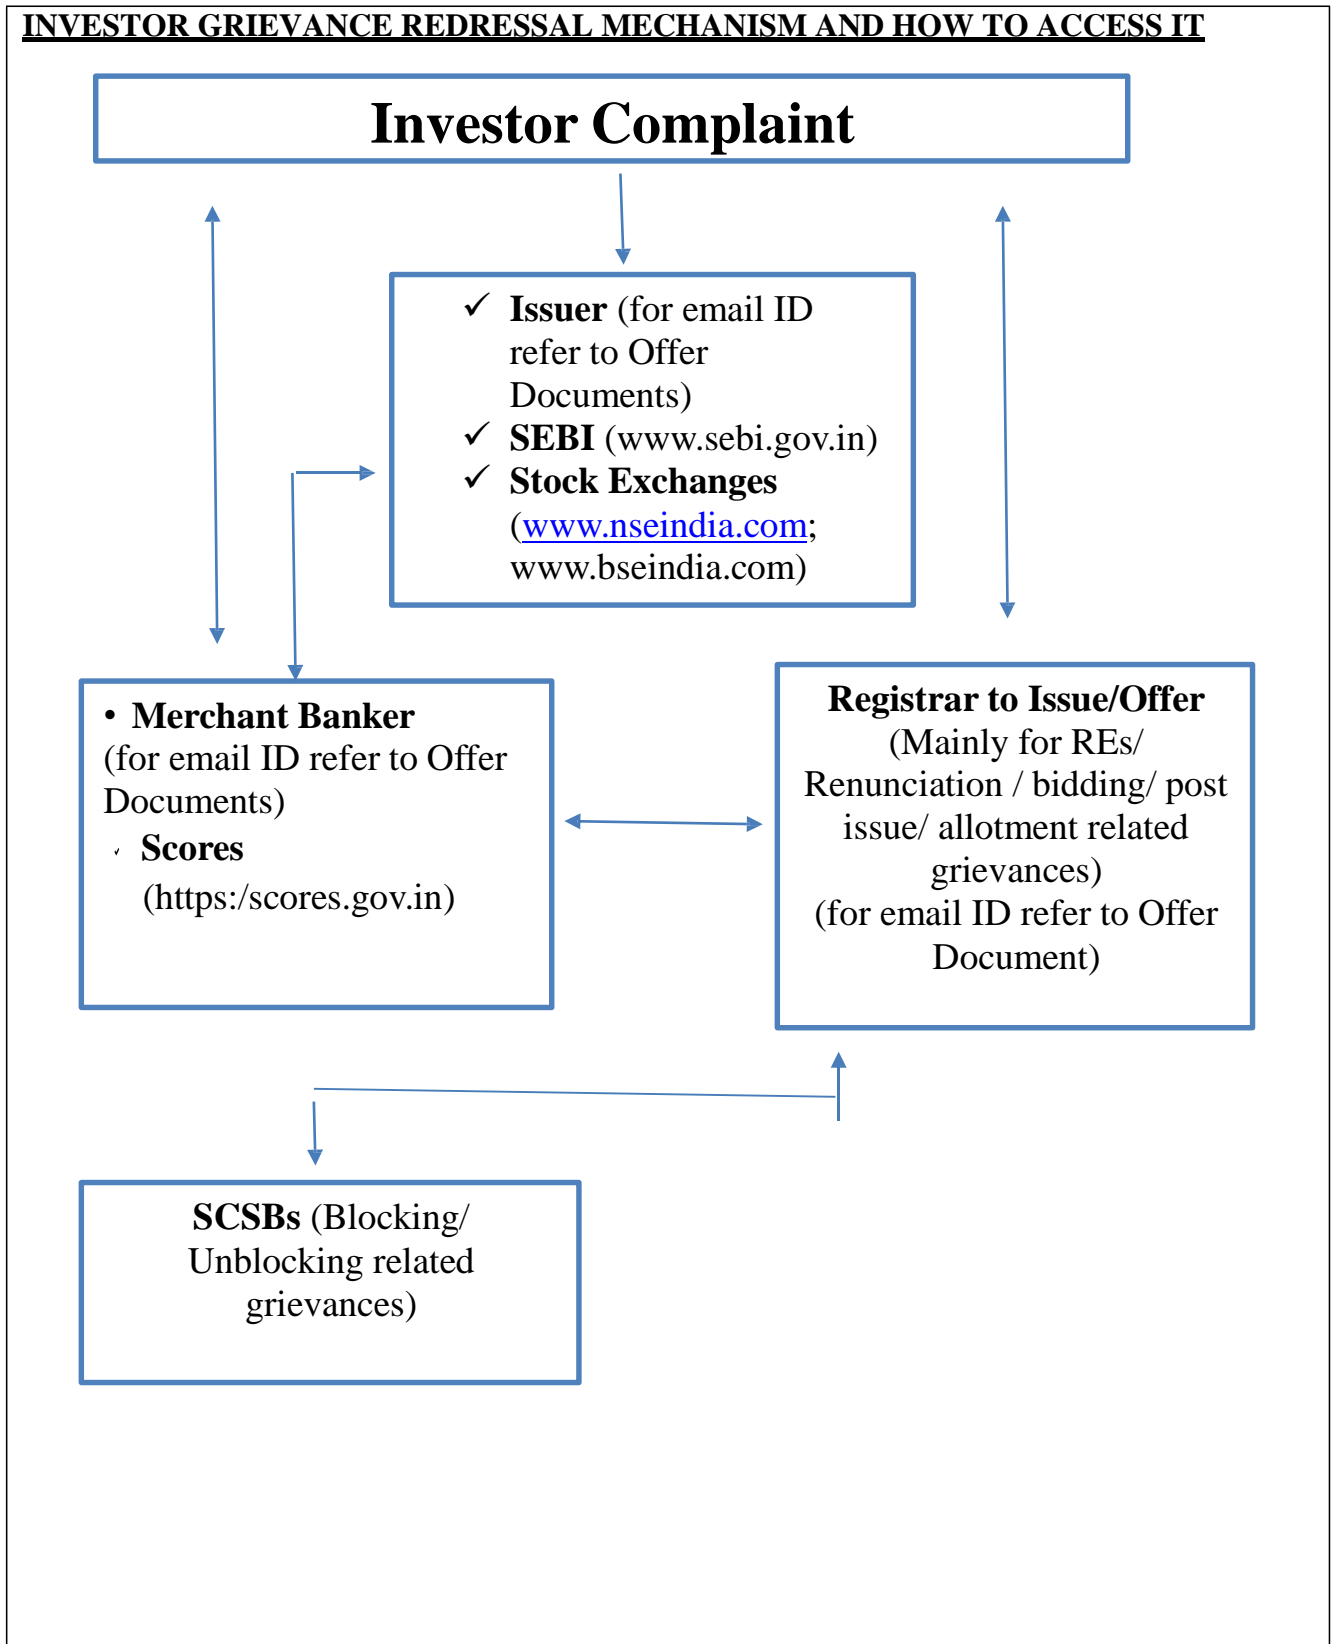 INVESTOR GRIEVANCE REDRESSAL MECHANISM AND HOW TO ACCESS IT
Investor Complaint
✓ Issuer (for email ID
refer to Offer
Documents)
✓ SEBI (www.sebi.gov.in)
✓ Stock Exchanges
(www.nseindia.com;
www.bseindia.com)
• Merchant Banker
(for email ID refer to Offer
Documents)
✓ Scores
(https:/scores.gov.in)
Registrar to Issue/Offer
(Mainly for REs/
Renunciation / bidding/ post
issue/ allotment related
grievances)
(for email ID refer to Offer
Document)
SCSBs (Blocking/
Unblocking related
grievances)